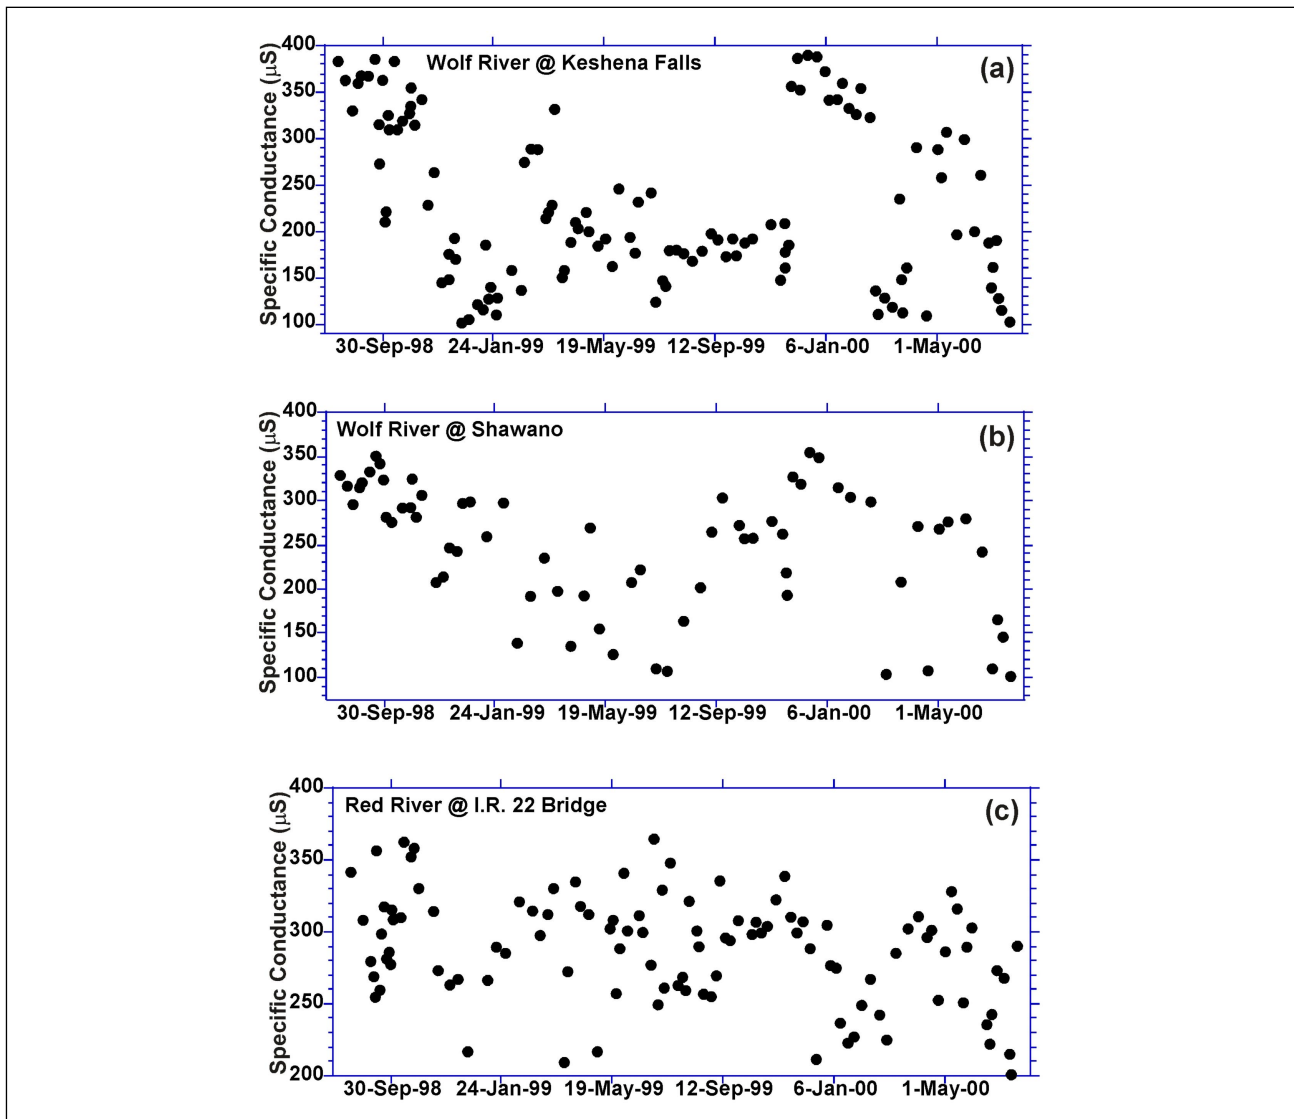 400
Wolf River @ Keshena Falls
(a)
350
300
250
200
150
100
Specific Conductance (µS)
30-Sep-98 24-Jan-99 19-May-99 12-Sep-99 6-Jan-00 1-May-00
400
Wolf River @ Shawano
(b)
350
300
250
200
150
100
Specific Conductance (µS)
30-Sep-98 24-Jan-99 19-May-99 12-Sep-99 6-Jan-00 1-May-00
400
Red River @ I.R. 22 Bridge
(c)
350
300
250
200
Specific Conductance (µS)
30-Sep-98 24-Jan-99 19-May-99 12-Sep-99 6-Jan-00 1-May-00